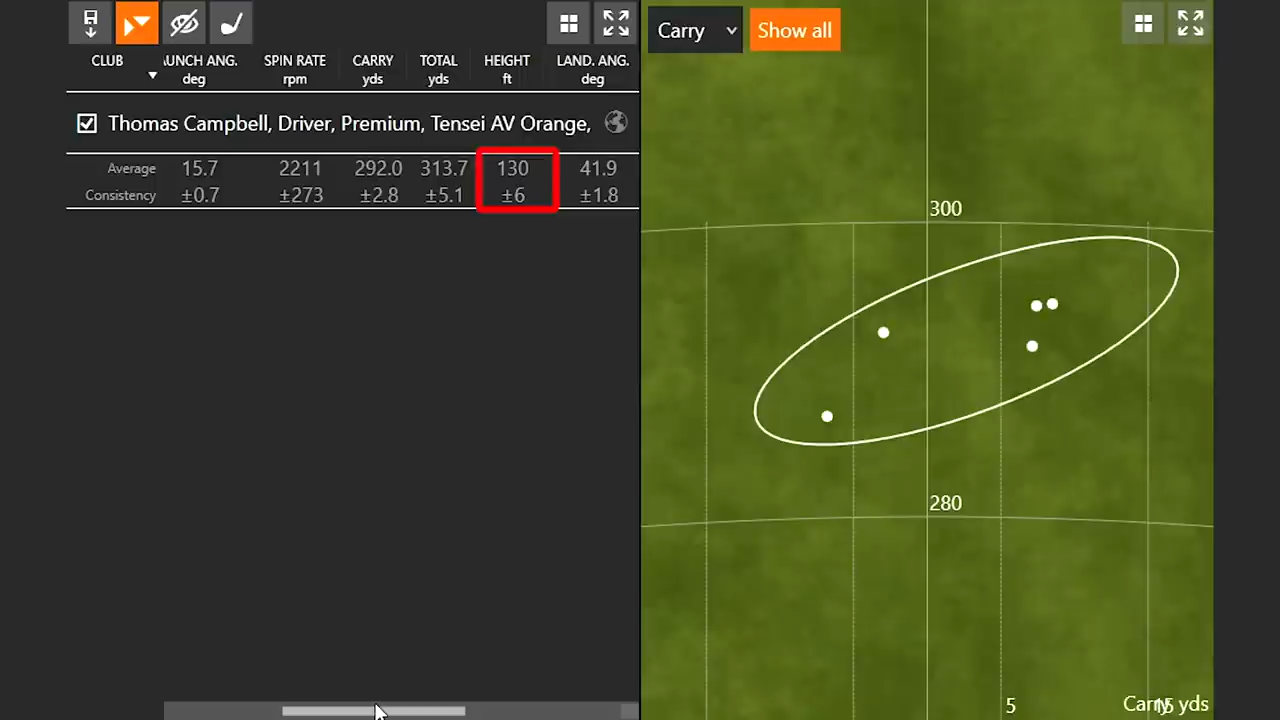 CLUB
UNCH ANG.
deg
SPIN RATE
rpm
CARRY
yds
TOTAL
yds
HEIGHT
ft
LAND. ANG.
deg
Thomas Campbell, Driver, Premium, Tensei AV Orange,
Average 15.7 2211 292.0 313.7 130 41.9
Consistency ±0.7 ±273 ±2.8 ±5.1 ±6 ±1.8
Carry
Show all
300
280
5
15
Carry yds